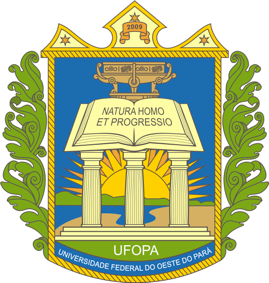 2009
NATURA HOMO
ET PROGRESSIO
UFOPA
UNIVERSIDADE FEDERAL DO OESTE DO PARÁ